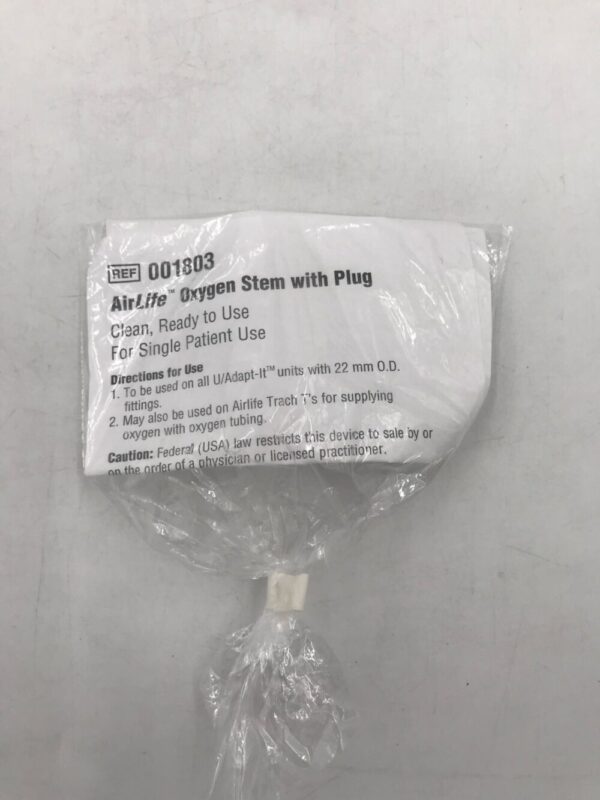 REF 001803
AirLife™ Oxygen Stem with Plug
Clean, Ready to Use
For Single Patient Use
Directions for Use
1. To be used on all U/Adapt-It™ units with 22 mm O.D.
fittings.
2. May also be used on Airlife Trach T's for supplying
oxygen with oxygen tubing.
Caution: Federal (USA) law restricts this device to sale by or
on the order of a physician or licensed practitioner.